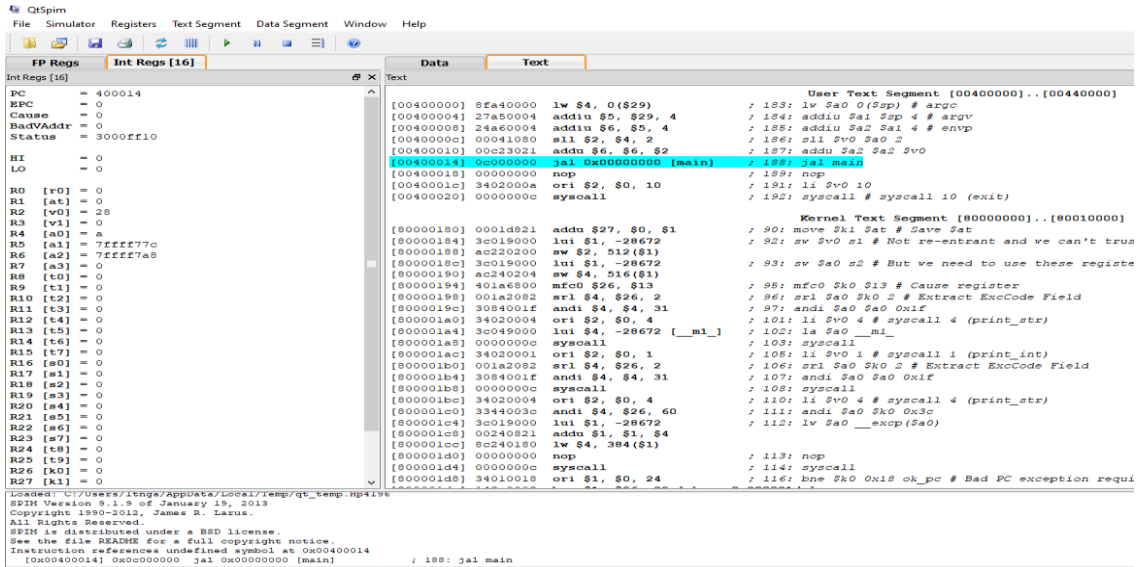 QtSpim
File Simulator Registers Text Segment Data Segment Window Help
FP Regs Int Regs [16] Data Text
Int Regs [16] Text
PC = 400014
EPC = 0
Cause = 0
BadVAddr = 0
Status = 3000ff10
HI = 0
LO = 0
R0 [r0] = 0
R1 [at] = 0
R2 [v0] = 28
R3 [v1] = 0
R4 [a0] = a
R5 [a1] = 7ffff77c
R6 [a2] = 7ffff7a8
R7 [a3] = 0
R8 [t0] = 0
R9 [t1] = 0
R10 [t2] = 0
R11 [t3] = 0
R12 [t4] = 0
R13 [t5] = 0
R14 [t6] = 0
R15 [t7] = 0
R16 [s0] = 0
R17 [s1] = 0
R18 [s2] = 0
R19 [s3] = 0
R20 [s4] = 0
R21 [s5] = 0
R22 [s6] = 0
R23 [s7] = 0
R24 [t8] = 0
R25 [t9] = 0
R26 [k0] = 0
R27 [k1] = 0
User Text Segment [00400000]..[00440000]
[00400000] 8fa40000 lw $4, 0($29) ; 183: lw $a0 0($sp) # argc
[00400004] 27a50004 addiu $5, $29, 4 ; 184: addiu $a1 $sp 4 # argv
[00400008] 24a60004 addiu $6, $5, 4 ; 185: addiu $a2 $a1 4 # envp
[0040000c] 00041080 sll $2, $4, 2 ; 186: sll $v0 $a0 2
[00400010] 00c23021 addu $6, $6, $2 ; 187: addu $a2 $a2 $v0
[00400014] 0c000000 jal 0x00000000 [main] ; 188: jal main
[00400018] 00000000 nop ; 189: nop
[0040001c] 3402000a ori $2, $0, 10 ; 191: li $v0 10
[00400020] 0000000c syscall ; 192: syscall # syscall 10 (exit)
Kernel Text Segment [80000000]..[80010000]
[80000180] 0001d821 addu $27, $0, $1 ; 90: move $k1 $at # Save $at
[80000184] 3c019000 lui $1, -28672 ; 92: sw $v0 s1 # Not re-entrant and we can't trus
[80000188] ac220200 sw $2, 512($1)
[8000018c] 3c019000 lui $1, -28672 ; 93: sw $a0 s2 # But we need to use these registe
[80000190] ac240204 sw $4, 516($1)
[80000194] 401a6800 mfc0 $26, $13 ; 95: mfc0 $k0 $13 # Cause register
[80000198] 001a2082 srl $4, $26, 2 ; 96: srl $a0 $k0 2 # Extract ExcCode Field
[8000019c] 3084001f andi $4, $4, 31 ; 97: andi $a0 $a0 0x1f
[800001a0] 34020004 ori $2, $0, 4 ; 101: li $v0 4 # syscall 4 (print_str)
[800001a4] 3c049000 lui $4, -28672 [__m1_] ; 102: la $a0 __m1_
[800001a8] 0000000c syscall ; 103: syscall
[800001ac] 34020001 ori $2, $0, 1 ; 105: li $v0 1 # syscall 1 (print_int)
[800001b0] 001a2082 srl $4, $26, 2 ; 106: srl $a0 $k0 2 # Extract ExcCode Field
[800001b4] 3084001f andi $4, $4, 31 ; 107: andi $a0 $a0 0x1f
[800001b8] 0000000c syscall ; 108: syscall
[800001bc] 34020004 ori $2, $0, 4 ; 110: li $v0 4 # syscall 4 (print_str)
[800001c0] 3344003c andi $4, $26, 60 ; 111: andi $a0 $k0 0x3c
[800001c4] 3c019000 lui $1, -28672 ; 112: lw $a0 __excp($a0)
[800001c8] 00240821 addu $1, $1, $4
[800001cc] 8c240180 lw $4, 384($1)
[800001d0] 00000000 nop ; 113: nop
[800001d4] 0000000c syscall ; 114: syscall
[800001d8] 34010018 ori $1, $0, 24 ; 116: bne $k0 0x18 ok_pc # Bad PC exception requi
Loaded: C:/Users/ltnga/AppData/Local/Temp/qt_temp.Hp4196
SPIM Version 9.1.9 of January 19, 2013
Copyright 1990-2012, James R. Larus.
All Rights Reserved.
SPIM is distributed under a BSD license.
See the file README for a full copyright notice.
Instruction references undefined symbol at 0x00400014
[0x00400014] 0x0c000000 jal 0x00000000 [main] ; 188: jal main